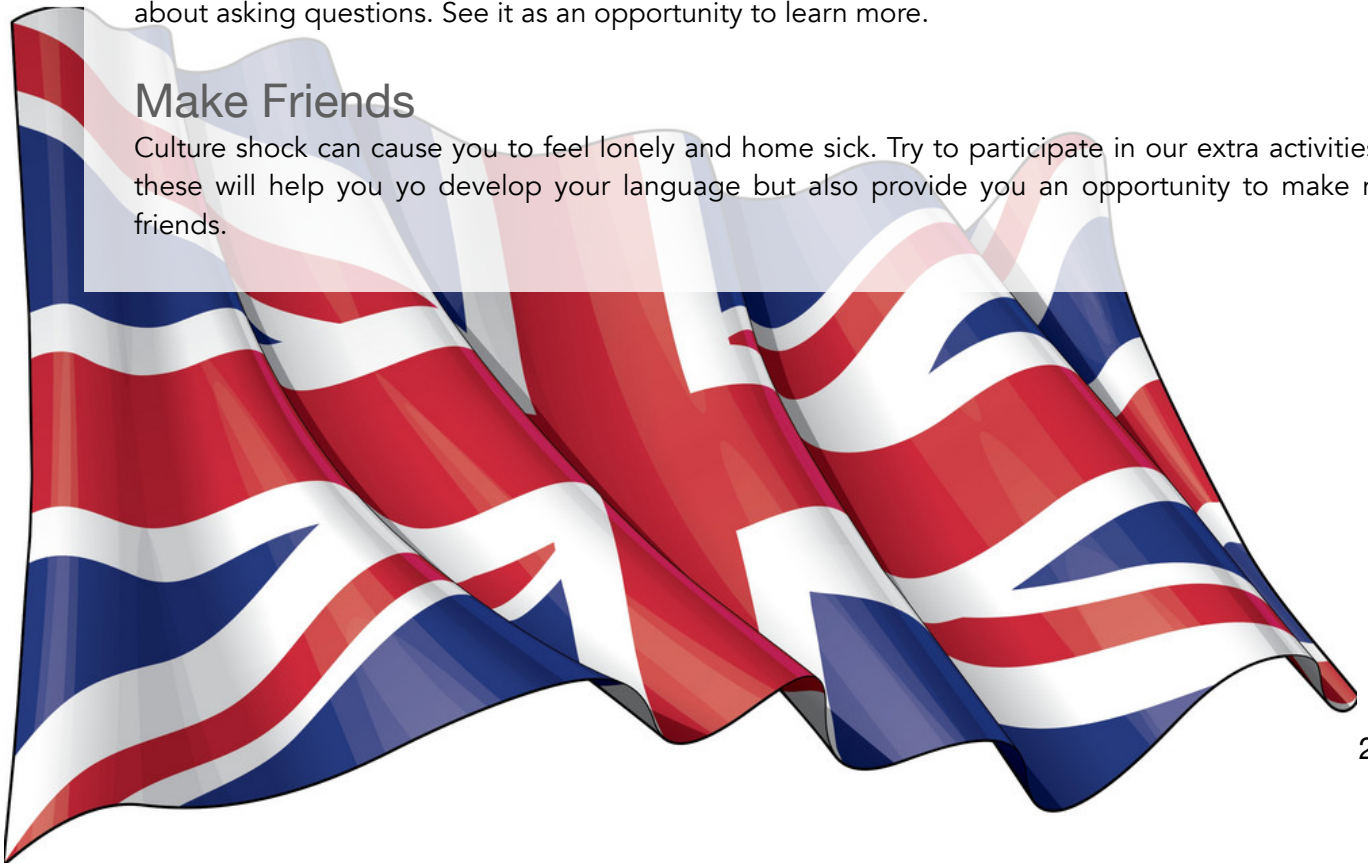 about asking questions. See it as an opportunity to learn more.
Make Friends
Culture shock can cause you to feel lonely and home sick. Try to participate in our extra activities
these will help you yo develop your language but also provide you an opportunity to make
friends.
2